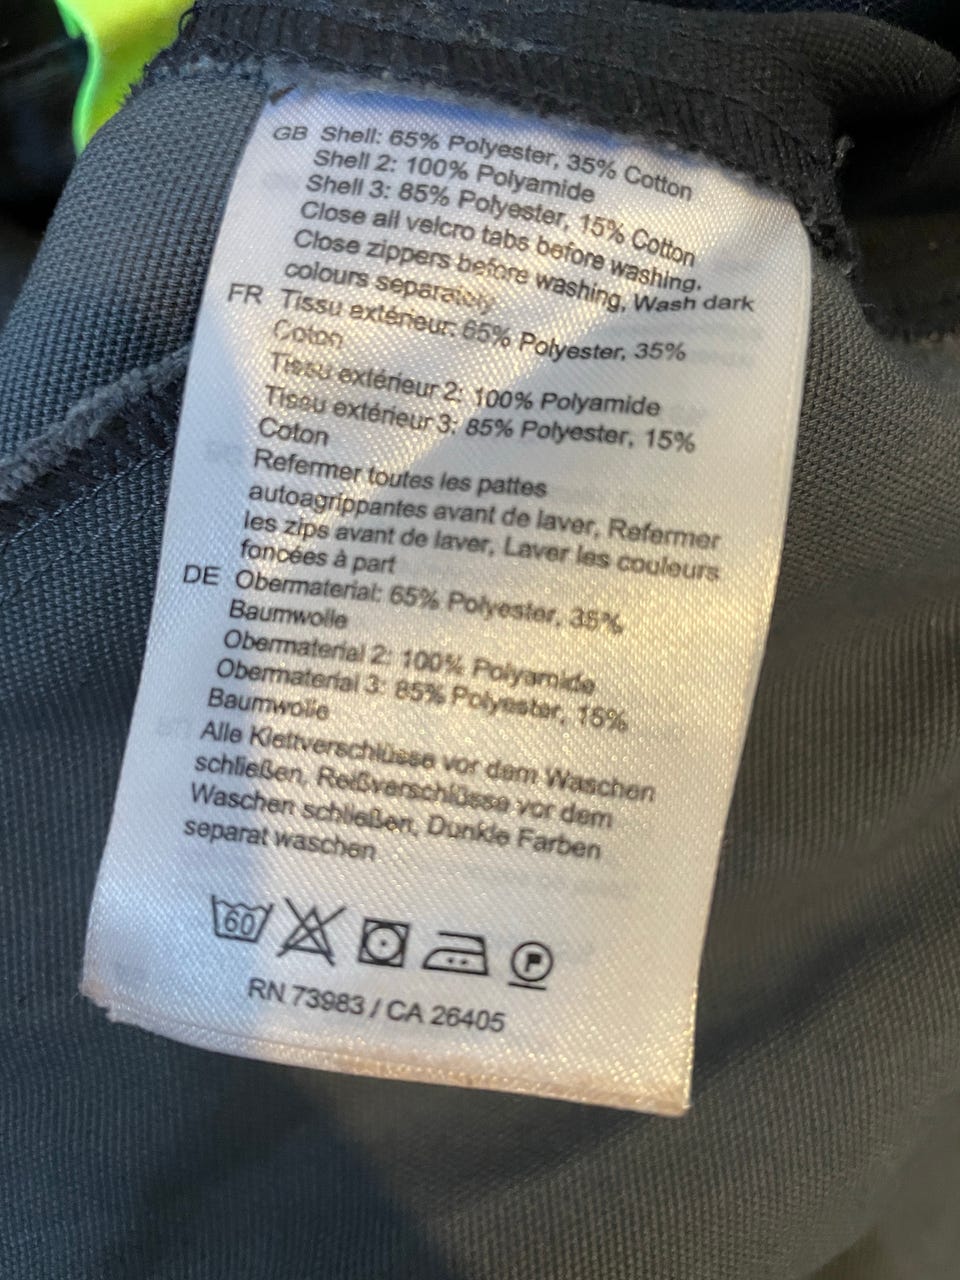 GB Shell: 65% Polyester, 35% Cotton
Shell 2: 100% Polyamide
Shell 3: 85% Polyester, 15% Cotton
Close all velcro tabs before washing.
Close zippers before washing, Wash dark
colours separately
FR Tissu extérieur: 65% Polyester, 35%
Coton
Tissu extérieur 2: 100% Polyamide
Tissu extérieur 3: 85% Polyester, 15%
Coton
Refermer toutes les pattes
autoagrippantes avant de laver, Refermer
les zips avant de laver, Laver les couleurs
foncées à part
DE Obermaterial: 65% Polyester, 35%
Baumwolle
Obermaterial 2: 100% Polyamide
Obermaterial 3: 85% Polyester, 15%
Baumwolle
Alle Klettverschlüsse vor dem Waschen
schließen, Reißverschlüsse vor dem
Waschen schließen, Dunkle Farben
separat waschen
60 P
RN 73983 / CA 26405